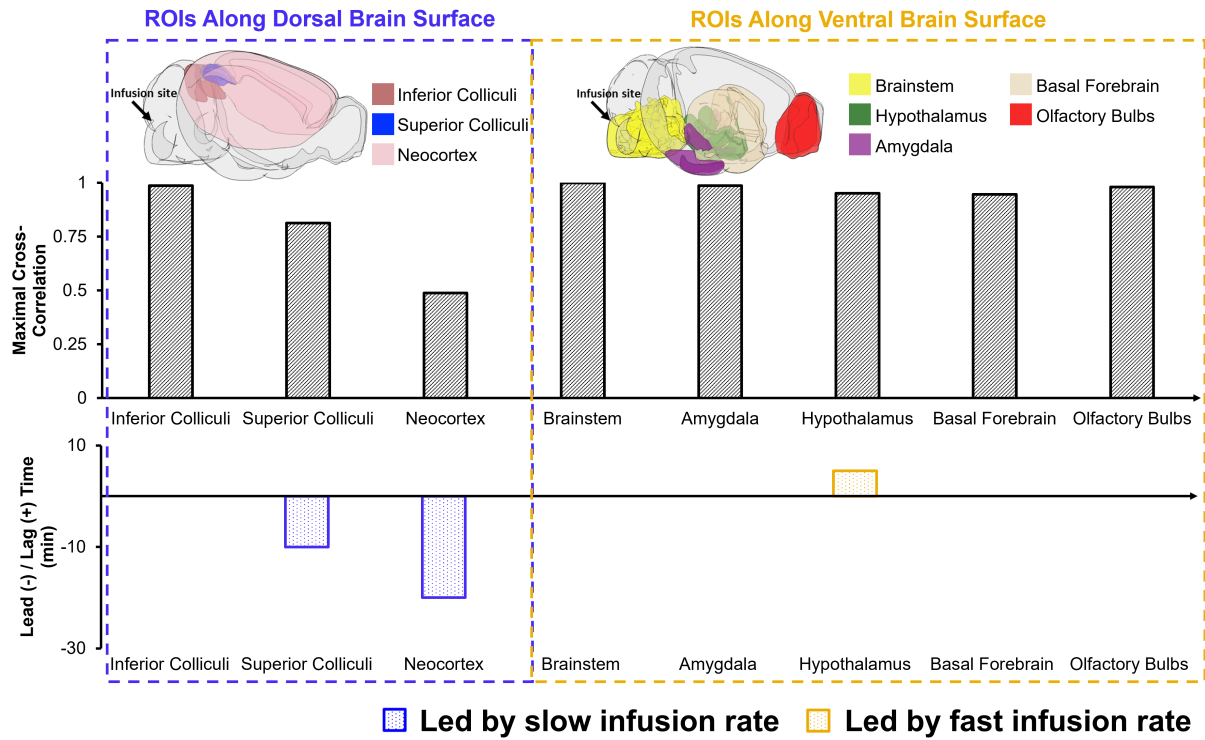 ROIs Along Dorsal Brain Surface
ROIs Along Ventral Brain Surface
Infusion site
Inferior Colliculi
Superior Colliculi
Neocortex
Infusion site
Brainstem
Hypothalamus
Amygdala
Basal Forebrain
Olfactory Bulbs
Maximal Cross-
Correlation
1
0.75
0.5
0.25
0
Inferior Colliculi Superior Colliculi Neocortex Brainstem Amygdala Hypothalamus Basal Forebrain Olfactory Bulbs
Lead (-) / Lag (+) Time
(min)
10
-10
-30
Inferior Colliculi Superior Colliculi Neocortex Brainstem Amygdala Hypothalamus Basal Forebrain Olfactory Bulbs
Led by slow infusion rate
Led by fast infusion rate